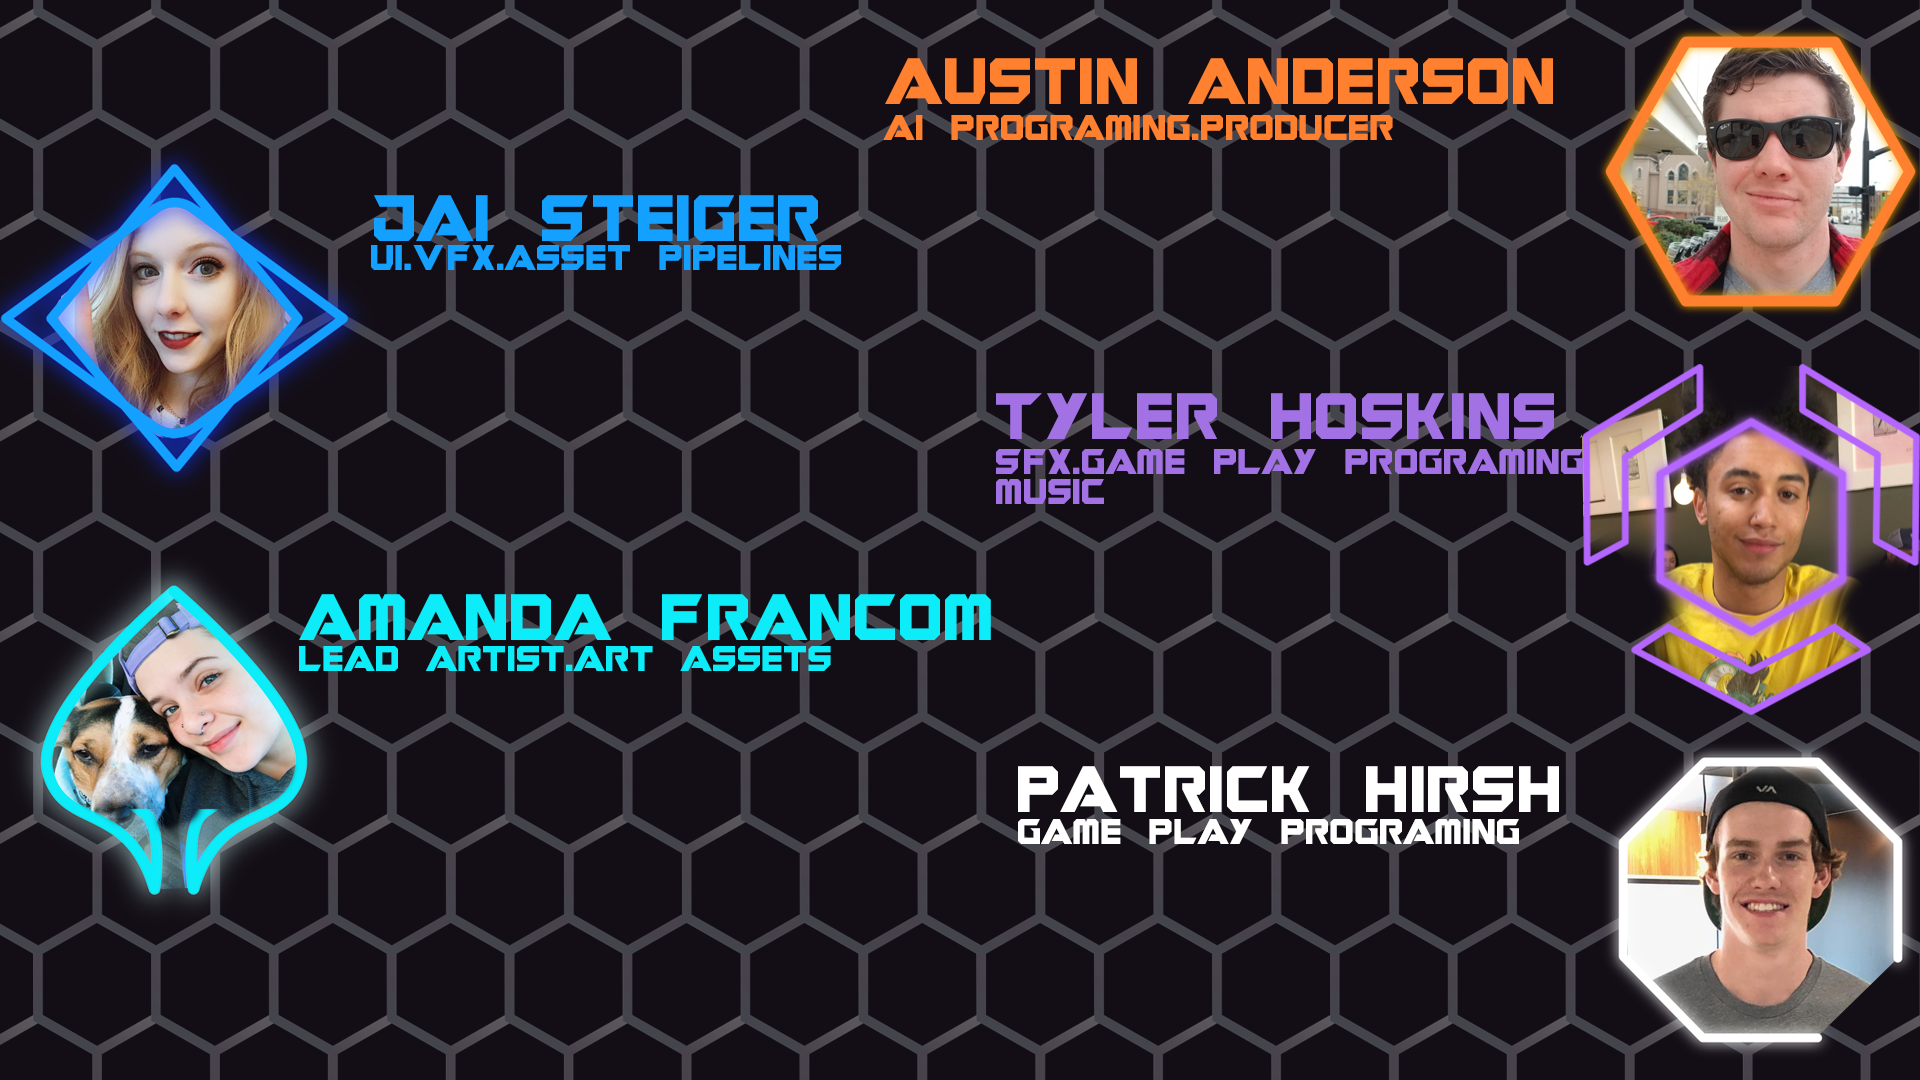 AUSTIN ANDERSON
AI PROGRAMING.PRODUCER
JAI STEIGER
UI.VFX.ASSET PIPELINES
TYLER HOSKINS
SFX.GAME PLAY PROGRAMING
MUSIC
AMANDA FRANCOM
LEAD ARTIST.ART ASSETS
PATRICK HIRSH
GAME PLAY PROGRAMING
VA